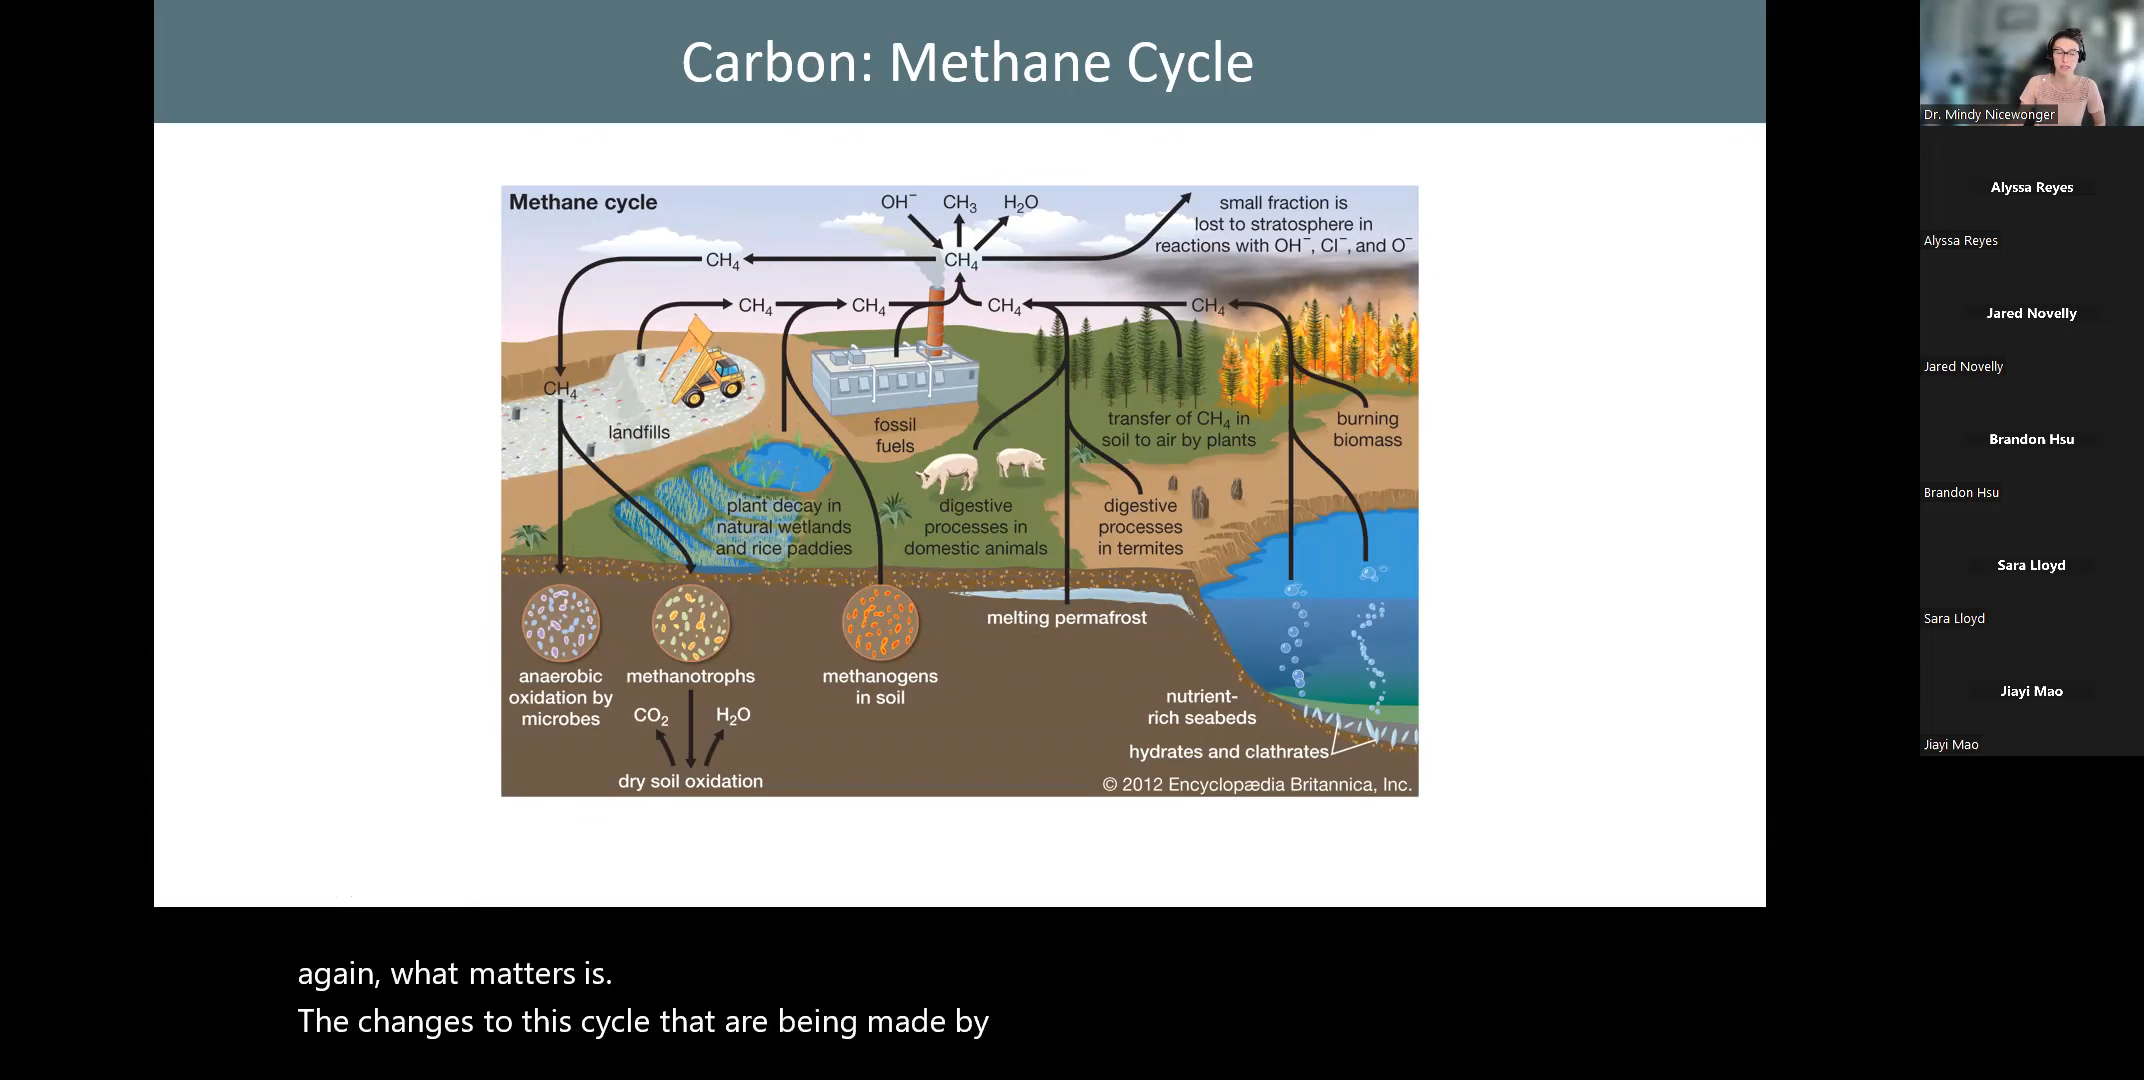 Carbon: Methane Cycle
Methane cycle
OH⁻ CH₃ H₂O
small fraction is
lost to stratosphere in
reactions with OH⁻, Cl⁻, and O⁻
CH₄ CH₄
CH₄ CH₄ CH₄ CH₄
CH₄
landfills
fossil
fuels
transfer of CH₄ in
soil to air by plants
burning
biomass
plant decay in
natural wetlands
and rice paddies
digestive
processes in
domestic animals
digestive
processes
in termites
melting permafrost
anaerobic
oxidation by
microbes
methanotrophs
methanogens
in soil
CO₂ H₂O
dry soil oxidation
nutrient-
rich seabeds
hydrates and clathrates
© 2012 Encyclopædia Britannica, Inc.
again, what matters is.
The changes to this cycle that are being made by
Dr. Mindy Nicewonger
Alyssa Reyes
Alyssa Reyes
Jared Novelly
Jared Novelly
Brandon Hsu
Brandon Hsu
Sara Lloyd
Sara Lloyd
Jiayi Mao
Jiayi Mao